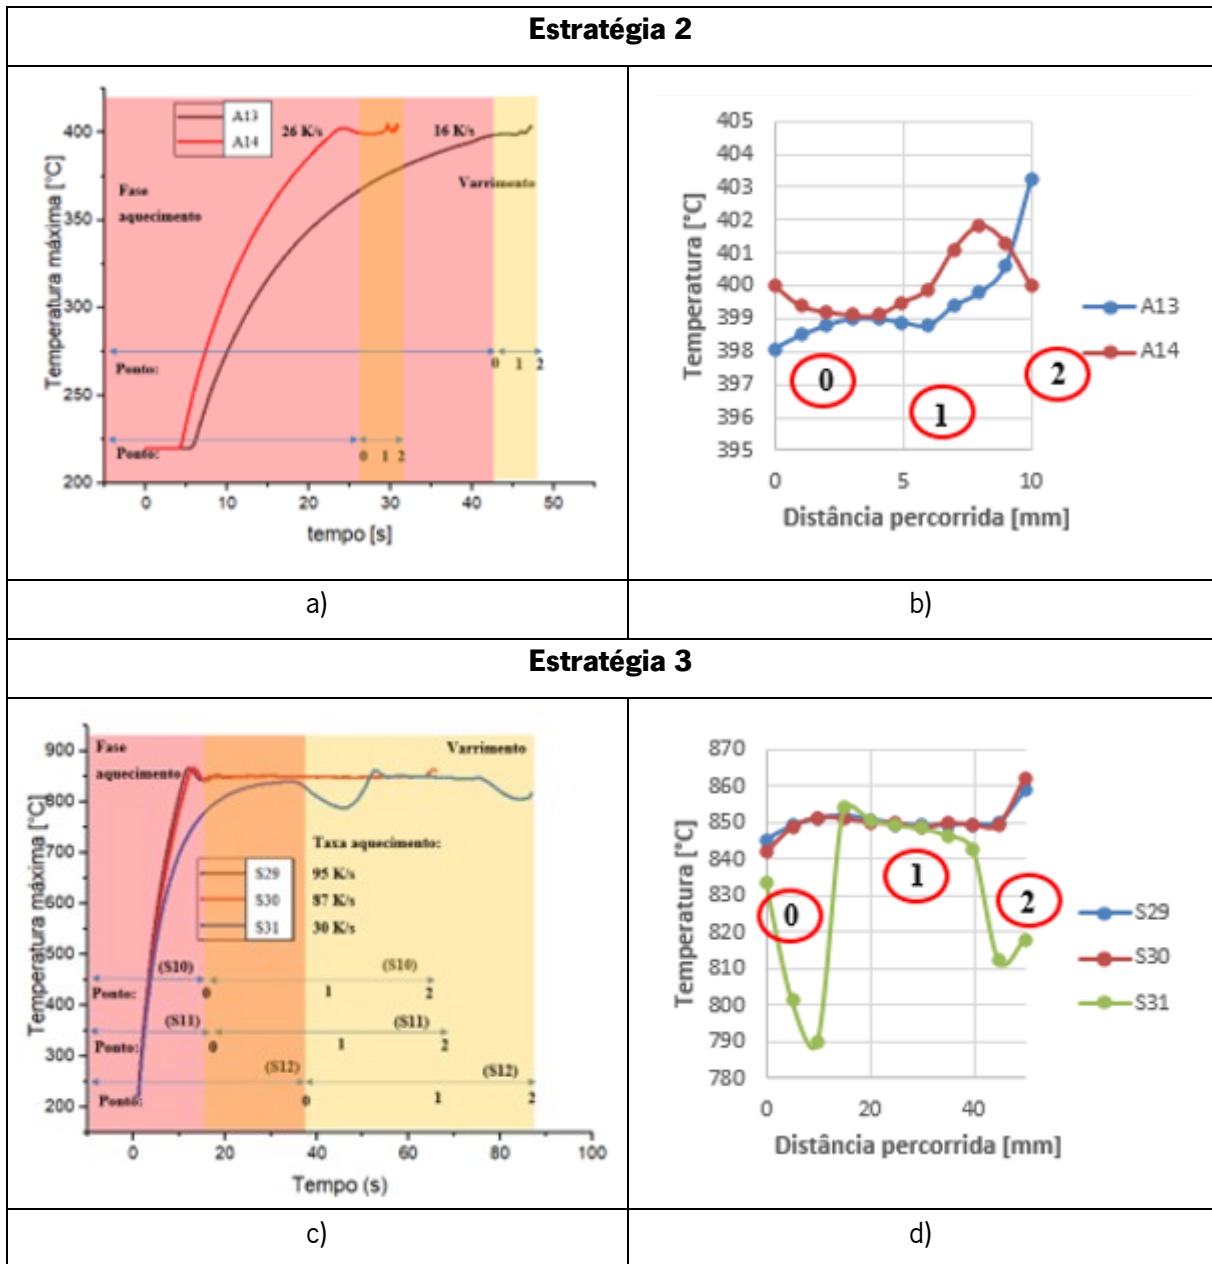 Estratégia 2
Temperatura máxima [°C]
400
350
300
250
200
A13
A14
26 K/s
16 K/s
Fase
aquecimento
Varrimento
Ponto:
0 1 2
Ponto:
0 1 2
0 10 20 30 40 50
tempo [s]
a)
Temperatura [°C]
405
404
403
402
401
400
399
398
397
396
395
0
1
2
A13
A14
0 5 10
Distância percorrida [mm]
b)
Estratégia 3
Temperatura máxima [°C]
900
800
700
600
500
450
400
350
300
200
Fase
aquecimento
Varrimento
Taxa aquecimento:
S29 95 K/s
S30 87 K/s
S31 30 K/s
(S10) (S10)
Ponto: 0 1 2
(S11) (S11)
Ponto: 0 1 2
(S12) (S12)
Ponto: 0 1 2
0 20 40 60 80 100
Tempo (s)
c)
Temperatura [°C]
870
860
850
840
830
820
810
800
790
780
0
1
2
S29
S30
S31
0 20 40
Distância percorrida [mm]
d)